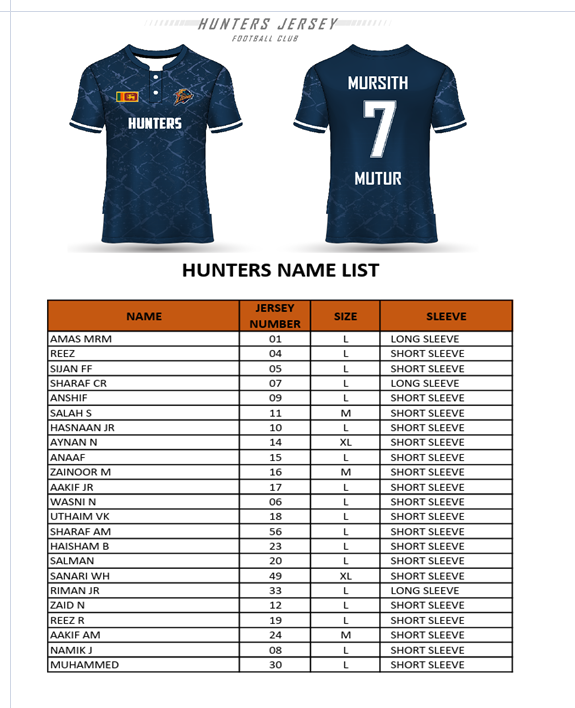 HUNTERS JERSEY
FOOTBALL CLUB
HUNTERS
MURSITH
7
MUTUR
HUNTERS NAME LIST
NAME JERSEY NUMBER SIZE SLEEVE
AMAS MRM 01 L LONG SLEEVE
REEZ 04 L SHORT SLEEVE
SIJAN FF 05 L SHORT SLEEVE
SHARAF CR 07 L LONG SLEEVE
ANSHIF 09 L SHORT SLEEVE
SALAH S 11 M SHORT SLEEVE
HASNAAN JR 10 L SHORT SLEEVE
AYNAN N 14 XL SHORT SLEEVE
ANAAF 15 L SHORT SLEEVE
ZAINOOR M 16 M SHORT SLEEVE
AAKIF JR 17 L SHORT SLEEVE
WASNI N 06 L SHORT SLEEVE
UTHAIM VK 18 L SHORT SLEEVE
SHARAF AM 56 L SHORT SLEEVE
HAISHAM B 23 L SHORT SLEEVE
SALMAN 20 L SHORT SLEEVE
SANARI WH 49 XL SHORT SLEEVE
RIMAN JR 33 L LONG SLEEVE
ZAID N 12 L SHORT SLEEVE
REEZ R 19 L SHORT SLEEVE
AAKIF AM 24 M SHORT SLEEVE
NAMIK J 08 L SHORT SLEEVE
MUHAMMED 30 L SHORT SLEEVE